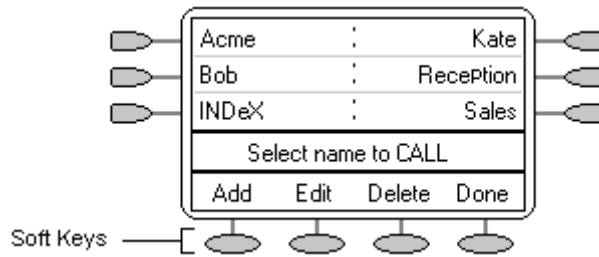 Acme : Kate
Bob : RecePtion
INDeX : Sales
Select name to CALL
Add Edit Delete Done
Soft Keys